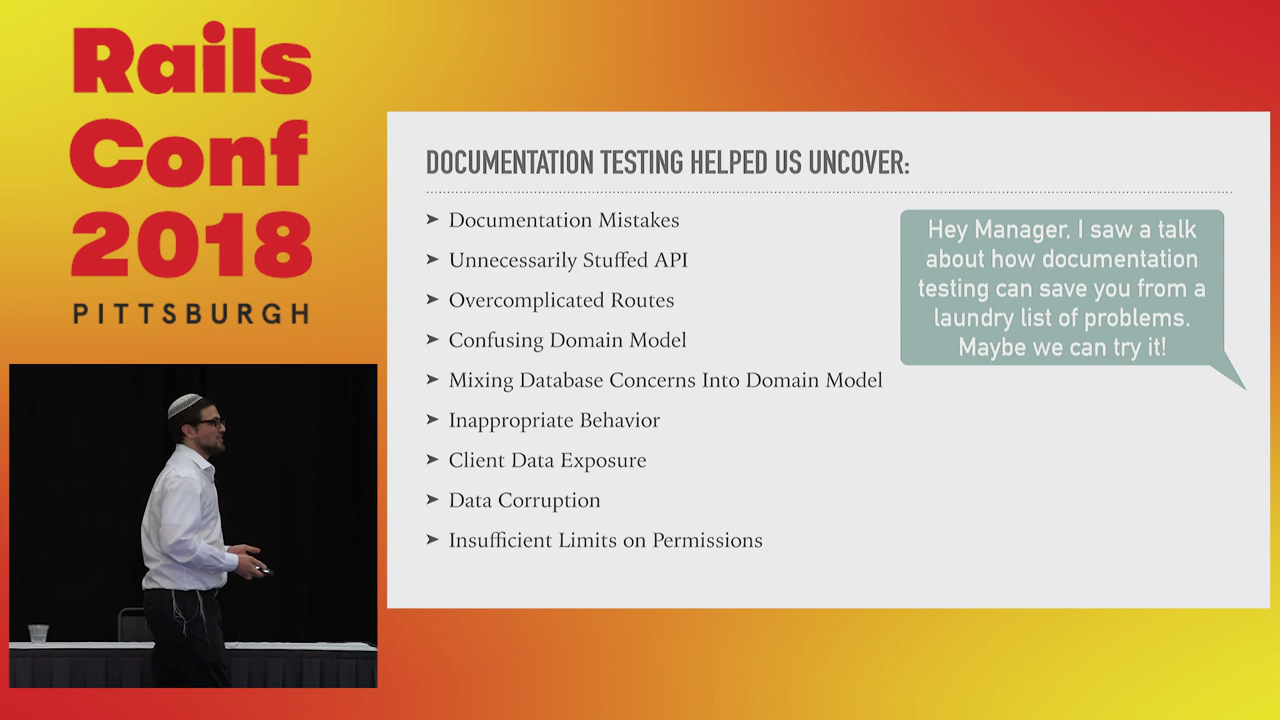 Rails
Conf
2018
PITTSBURGH
DOCUMENTATION TESTING HELPED US UNCOVER:
➤ Documentation Mistakes
➤ Unnecessarily Stuffed API
➤ Overcomplicated Routes
➤ Confusing Domain Model
➤ Mixing Database Concerns Into Domain Model
➤ Inappropriate Behavior
➤ Client Data Exposure
➤ Data Corruption
➤ Insufficient Limits on Permissions
Hey Manager, I saw a talk
about how documentation
testing can save you from a
laundry list of problems.
Maybe we can try it!